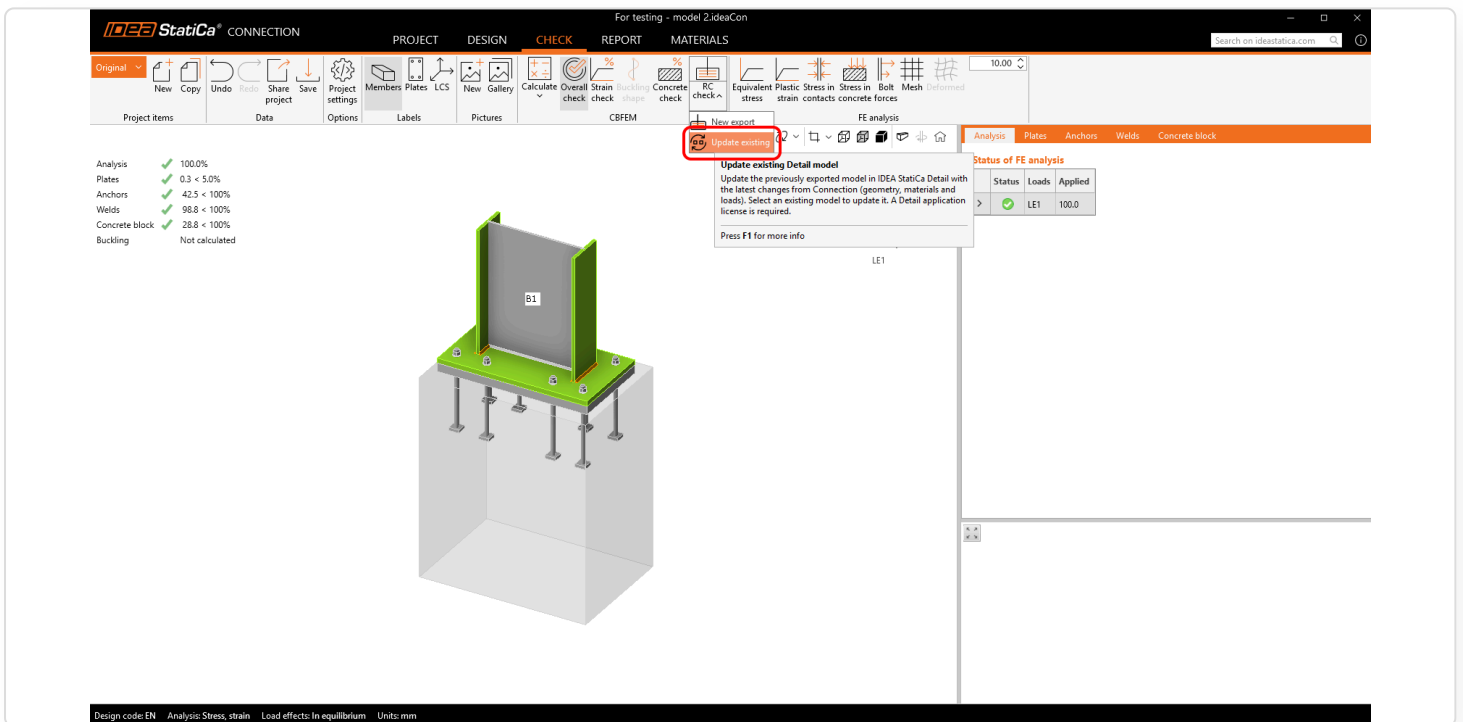 For testing - model 2.ideaCon
IDEA StatiCa® CONNECTION
PROJECT DESIGN CHECK REPORT MATERIALS
Search on ideastatica.com
Original
New Copy Undo Redo Share project Save Project settings Members Plates LCS New Gallery Calculate Overall check Strain check Buckling shape Concrete check RC check Equivalent stress Plastic strain Stress in contacts Stress in concrete Bolt forces Mesh Deformed
10.00
Project items Data Options Labels Pictures CBFEM FE analysis
New export
Update existing
Update existing Detail model
Update the previously exported model in IDEA StatiCa Detail with
the latest changes from Connection (geometry, materials and
loads). Select an existing model to update it. A Detail application
license is required.
Press F1 for more info
LE1
Analysis 100.0%
Plates 0.3 < 5.0%
Anchors 42.5 < 100%
Welds 98.8 < 100%
Concrete block 28.8 < 100%
Buckling Not calculated
B1
Analysis Plates Anchors Welds Concrete block
Status of FE analysis
Status Loads Applied
> LE1 100.0
Design code: EN Analysis: Stress, strain Load effects: In equilibrium Units: mm